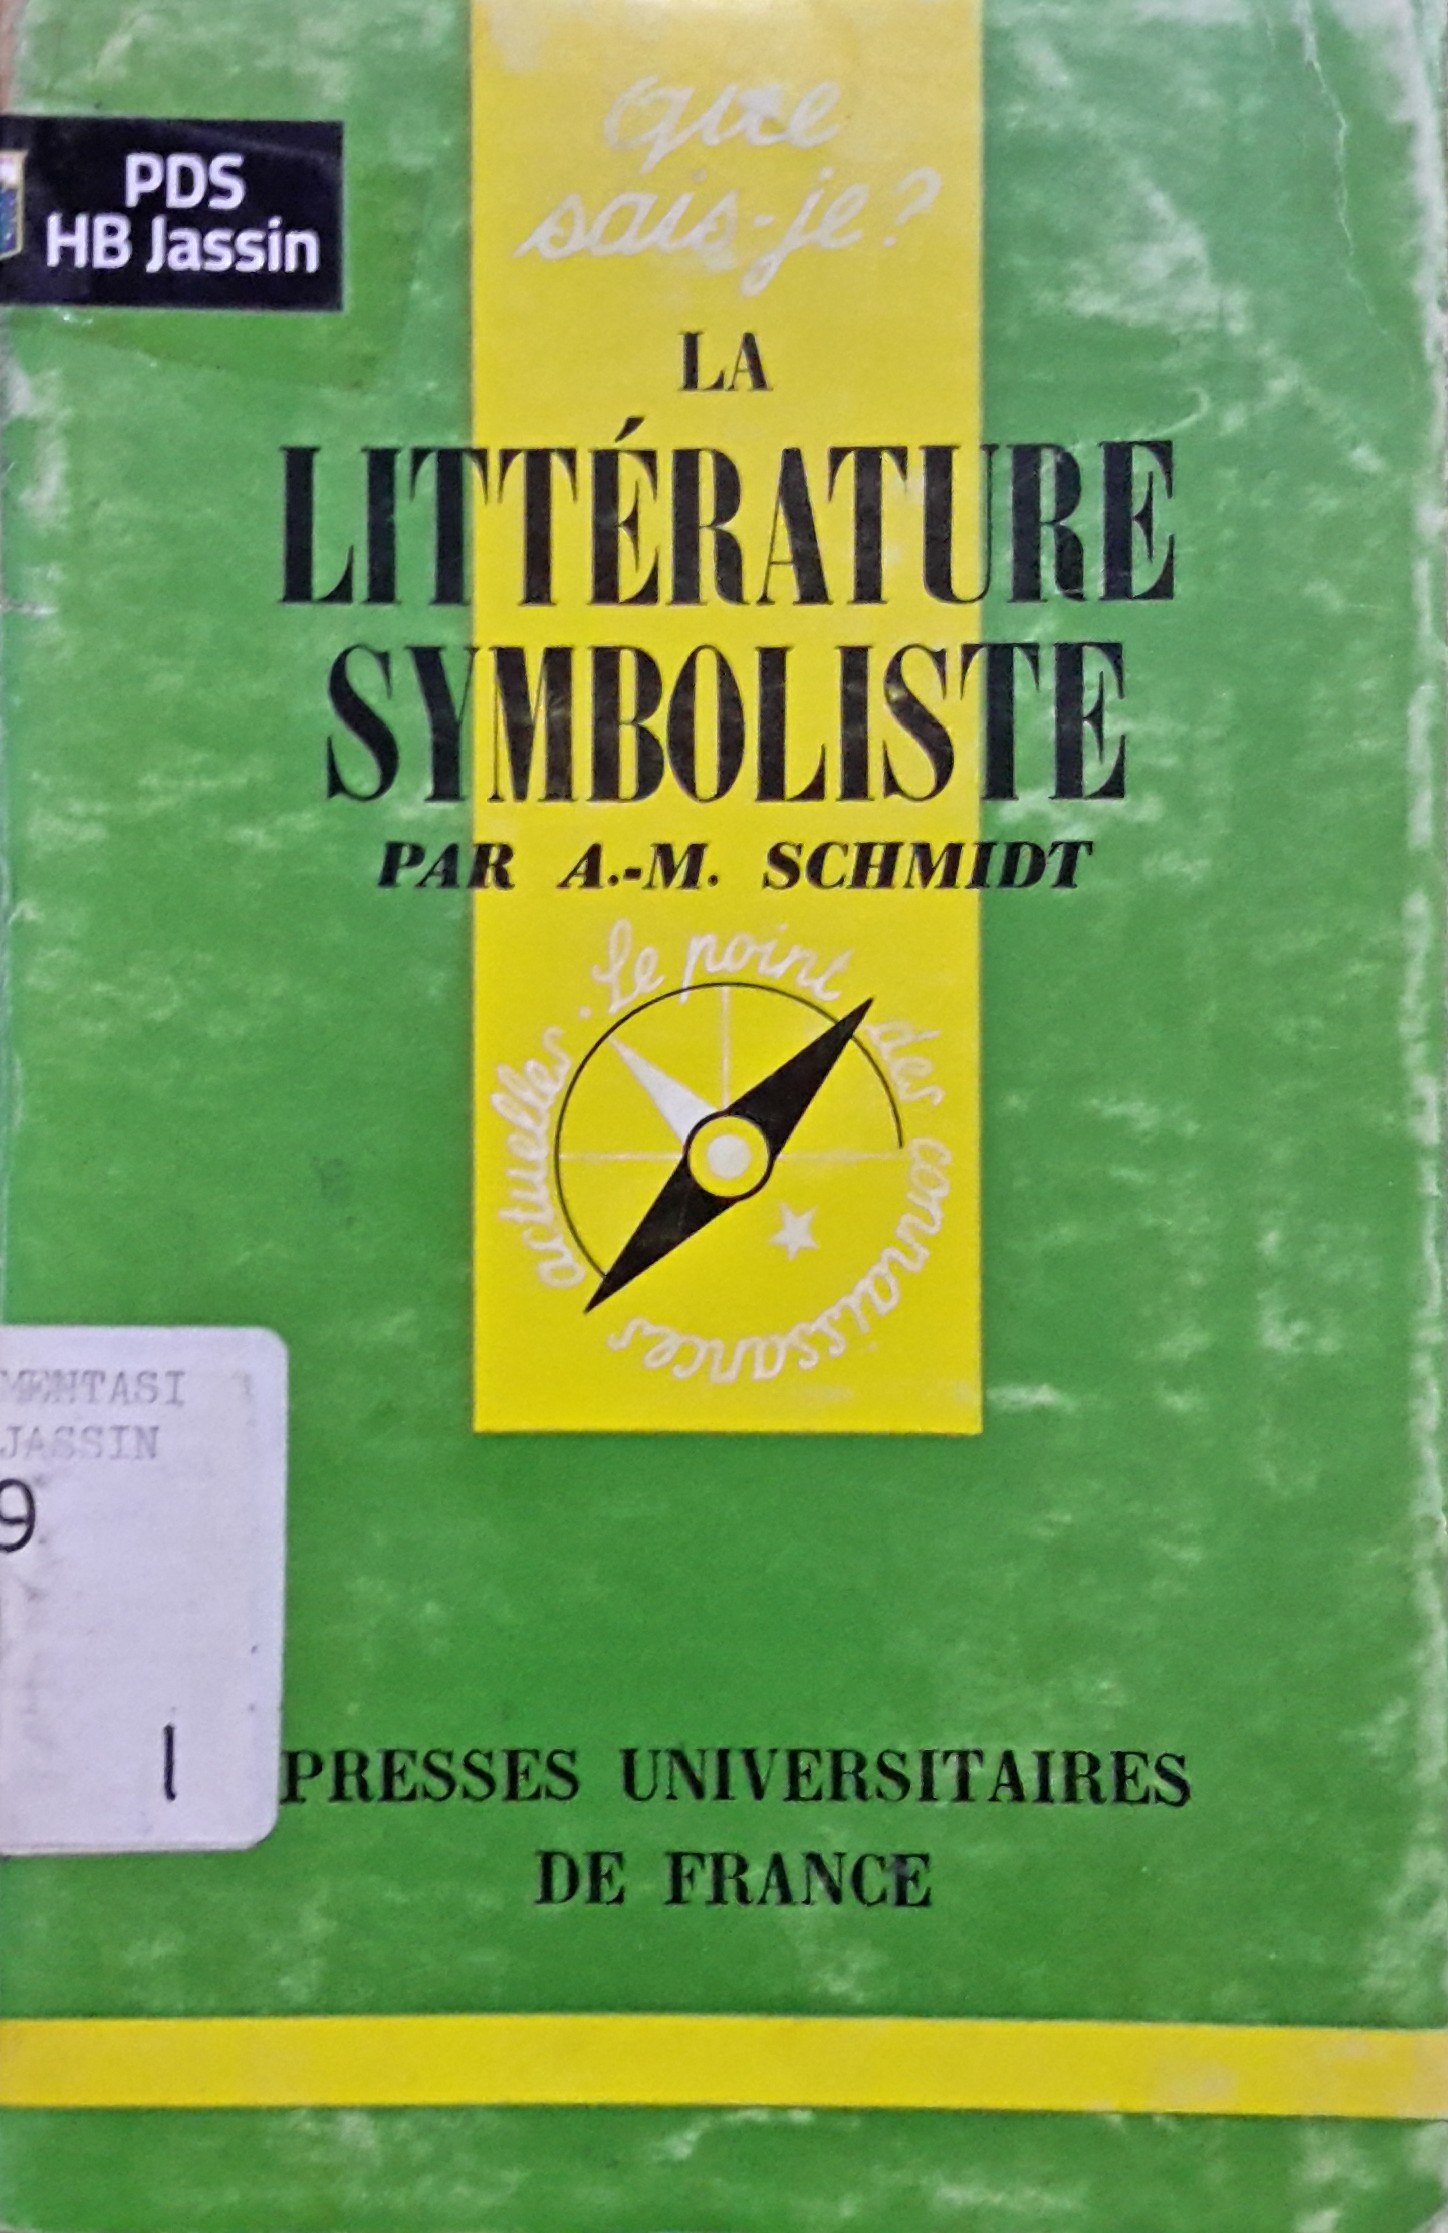 que
sais-je?
PDS
HB Jassin
LA
LITTÉRATURE
SYMBOLISTE
PAR A.-M. SCHMIDT
Le point des connaissances actuelles.
MENTASI
JASSIN
9
1
PRESSES UNIVERSITAIRES
DE FRANCE